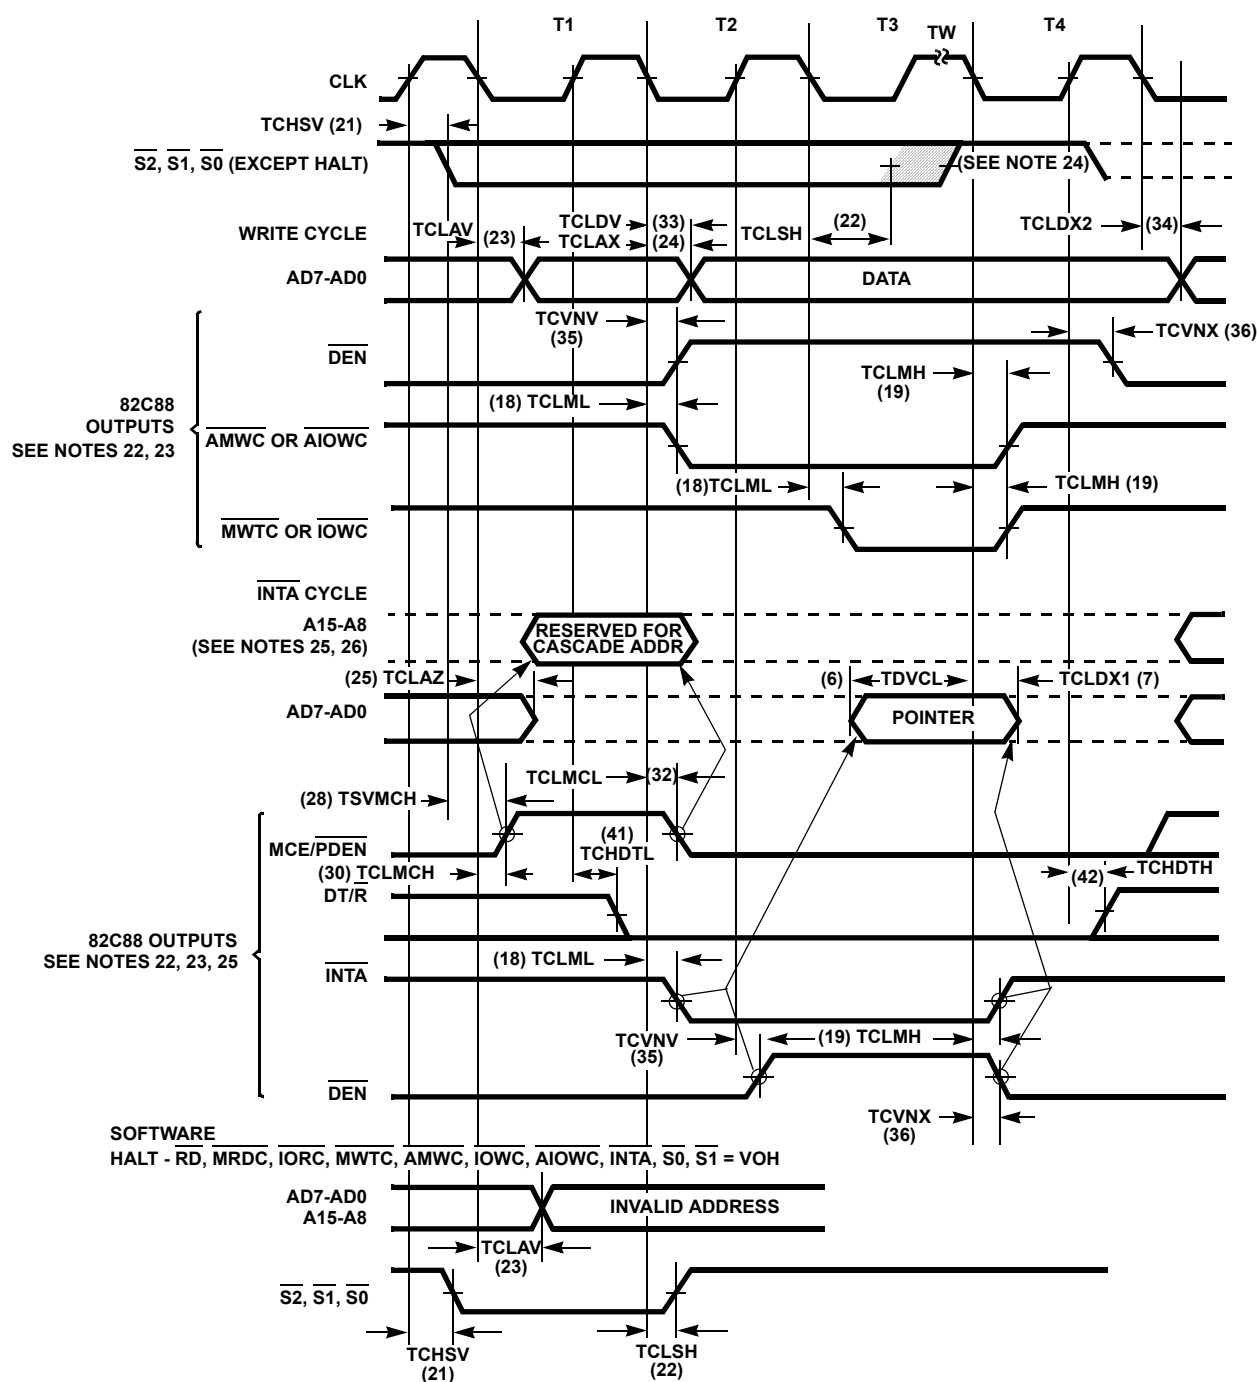 T1 T2 T3 TW T4
CLK
TCHSV (21)
S2, S1, S0 (EXCEPT HALT)
(SEE NOTE 24)
WRITE CYCLE
TCLAV (23)
TCLDV (33)
TCLAX (24)
TCLSH (22)
TCLDX2 (34)
AD7-AD0
DATA
TCVNV
(35)
TCVNX (36)
DEN
TCLMH
(19)
82C88
OUTPUTS
SEE NOTES 22, 23
(18) TCLML
AMWC OR AIOWC
(18)TCLML
TCLMH (19)
MWTC OR IOWC
INTA CYCLE
A15-A8
(SEE NOTES 25, 26)
RESERVED FOR
CASCADE ADDR
(25) TCLAZ
(6) TDVCL
TCLDX1 (7)
AD7-AD0
POINTER
TCLMCL (32)
(28) TSVMCH
MCE/PDEN
(41)
TCHDTL
(30) TCLMCH
(42) TCHDTH
DT/R
82C88 OUTPUTS
SEE NOTES 22, 23, 25
(18) TCLML
INTA
TCVNV
(35)
(19) TCLMH
DEN
TCVNX
(36)
SOFTWARE
HALT - RD, MRDC, IORC, MWTC, AMWC, IOWC, AIOWC, INTA, S0, S1 = VOH
AD7-AD0
A15-A8
INVALID ADDRESS
TCLAV
(23)
S2, S1, S0
TCHSV
(21)
TCLSH
(22)